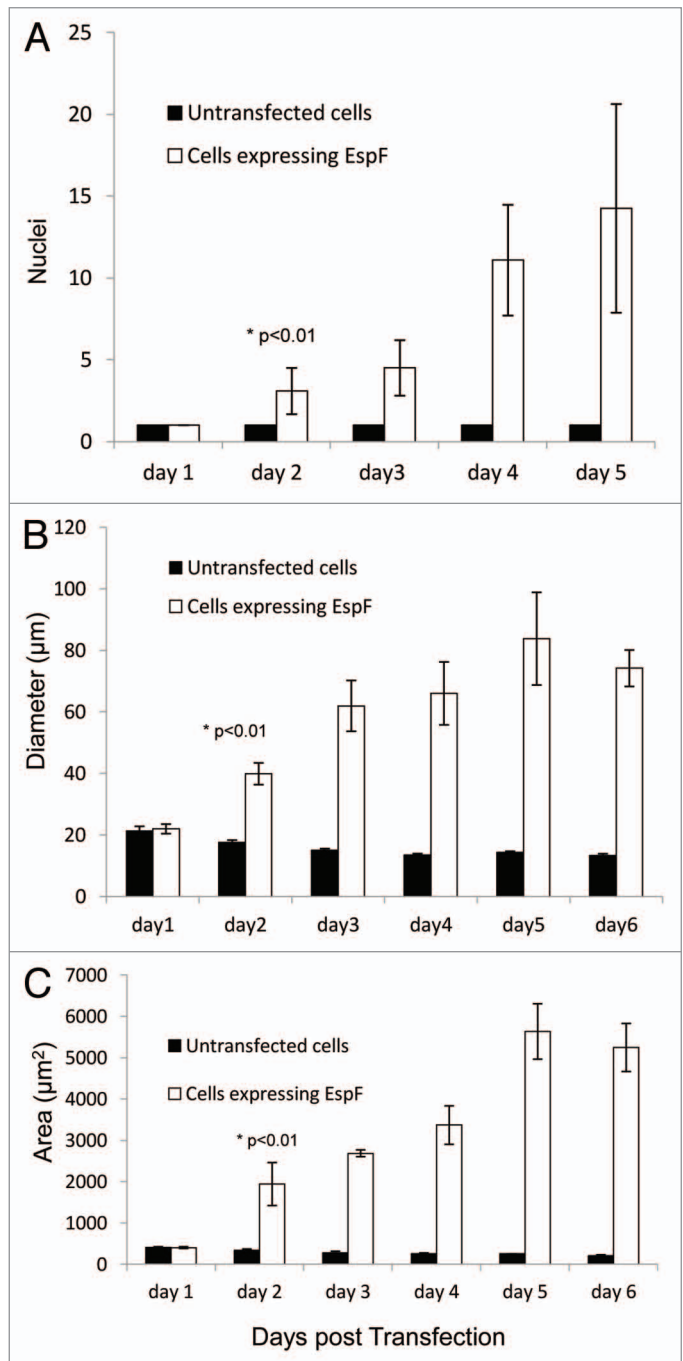 A
25
20
15
10
5
0
Nuclei
Untransfected cells
Cells expressing EspF
* p<0.01
day 1 day 2 day3 day 4 day 5
B
120
100
80
60
40
20
0
Diameter (µm)
Untransfected cells
Cells expressing EspF
* p<0.01
day1 day2 day3 day4 day5 day6
C
7000
6000
5000
4000
3000
2000
1000
0
Area (µm²)
Untransfected cells
Cells expressing EspF
* p<0.01
day 1 day 2 day 3 day 4 day 5 day 6
Days post Transfection